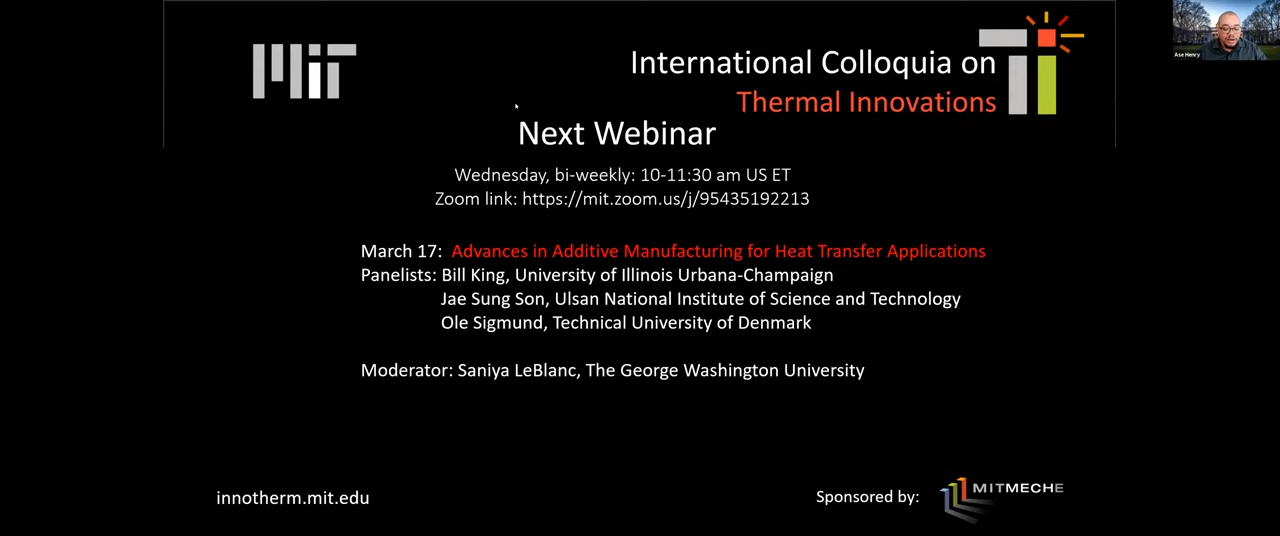 MIT
International Colloquia on
Thermal Innovations
Ase Henry
Next Webinar
Wednesday, bi-weekly: 10-11:30 am US ET
Zoom link: https://mit.zoom.us/j/95435192213
March 17: Advances in Additive Manufacturing for Heat Transfer Applications
Panelists: Bill King, University of Illinois Urbana-Champaign
Jae Sung Son, Ulsan National Institute of Science and Technology
Ole Sigmund, Technical University of Denmark
Moderator: Saniya LeBlanc, The George Washington University
innotherm.mit.edu
Sponsored by:
MITMECHE